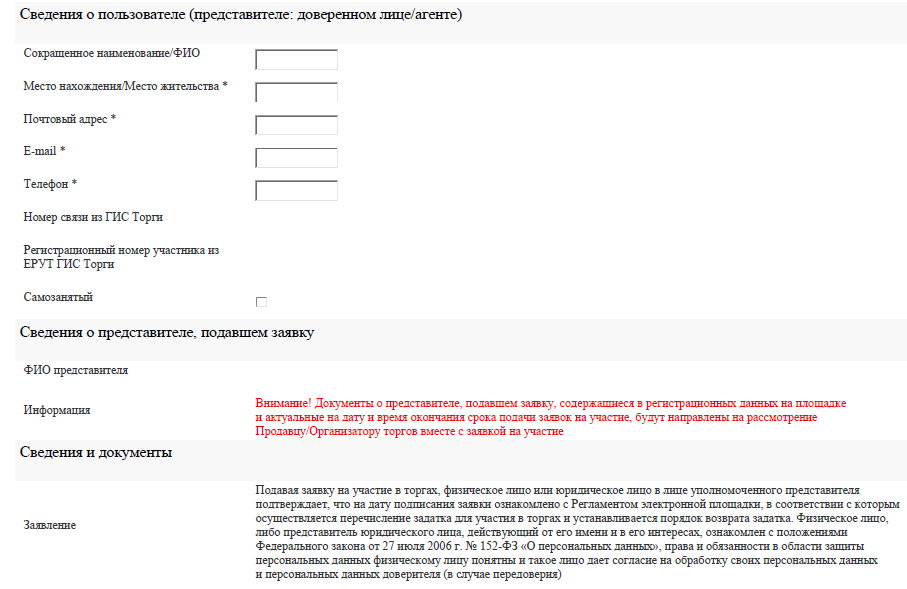 Сведения о пользователе (представителе: доверенном лице/агенте)
Сокращенное наименование/ФИО
Место нахождения/Место жительства *
Почтовый адрес *
E-mail *
Телефон *
Номер связи из ГИС Торги
Регистрационный номер участника из
ЕРУТ ГИС Торги
Самозанятый
Сведения о представителе, подавшем заявку
ФИО представителя
Информация
Внимание! Документы о представителе, подавшем заявку, содержащиеся в регистрационных данных на площадке
и актуальные на дату и время окончания срока подачи заявок на участие, будут направлены на рассмотрение
Продавцу/Организатору торгов вместе с заявкой на участие
Сведения и документы
Заявление
Подавая заявку на участие в торгах, физическое лицо или юридическое лицо в лице уполномоченного представителя
подтверждает, что на дату подписания заявки ознакомлено с Регламентом электронной площадки, в соответствии с которым
осуществляется перечисление задатка для участия в торгах и устанавливается порядок возврата задатка. Физическое лицо,
либо представитель юридического лица, действующий от его имени и в его интересах, ознакомлен с положениями
Федерального закона от 27 июля 2006 г. № 152-ФЗ «О персональных данных», права и обязанности в области защиты
персональных данных физическому лицу понятны и такое лицо дает согласие на обработку своих персональных данных
и персональных данных доверителя (в случае передоверия)